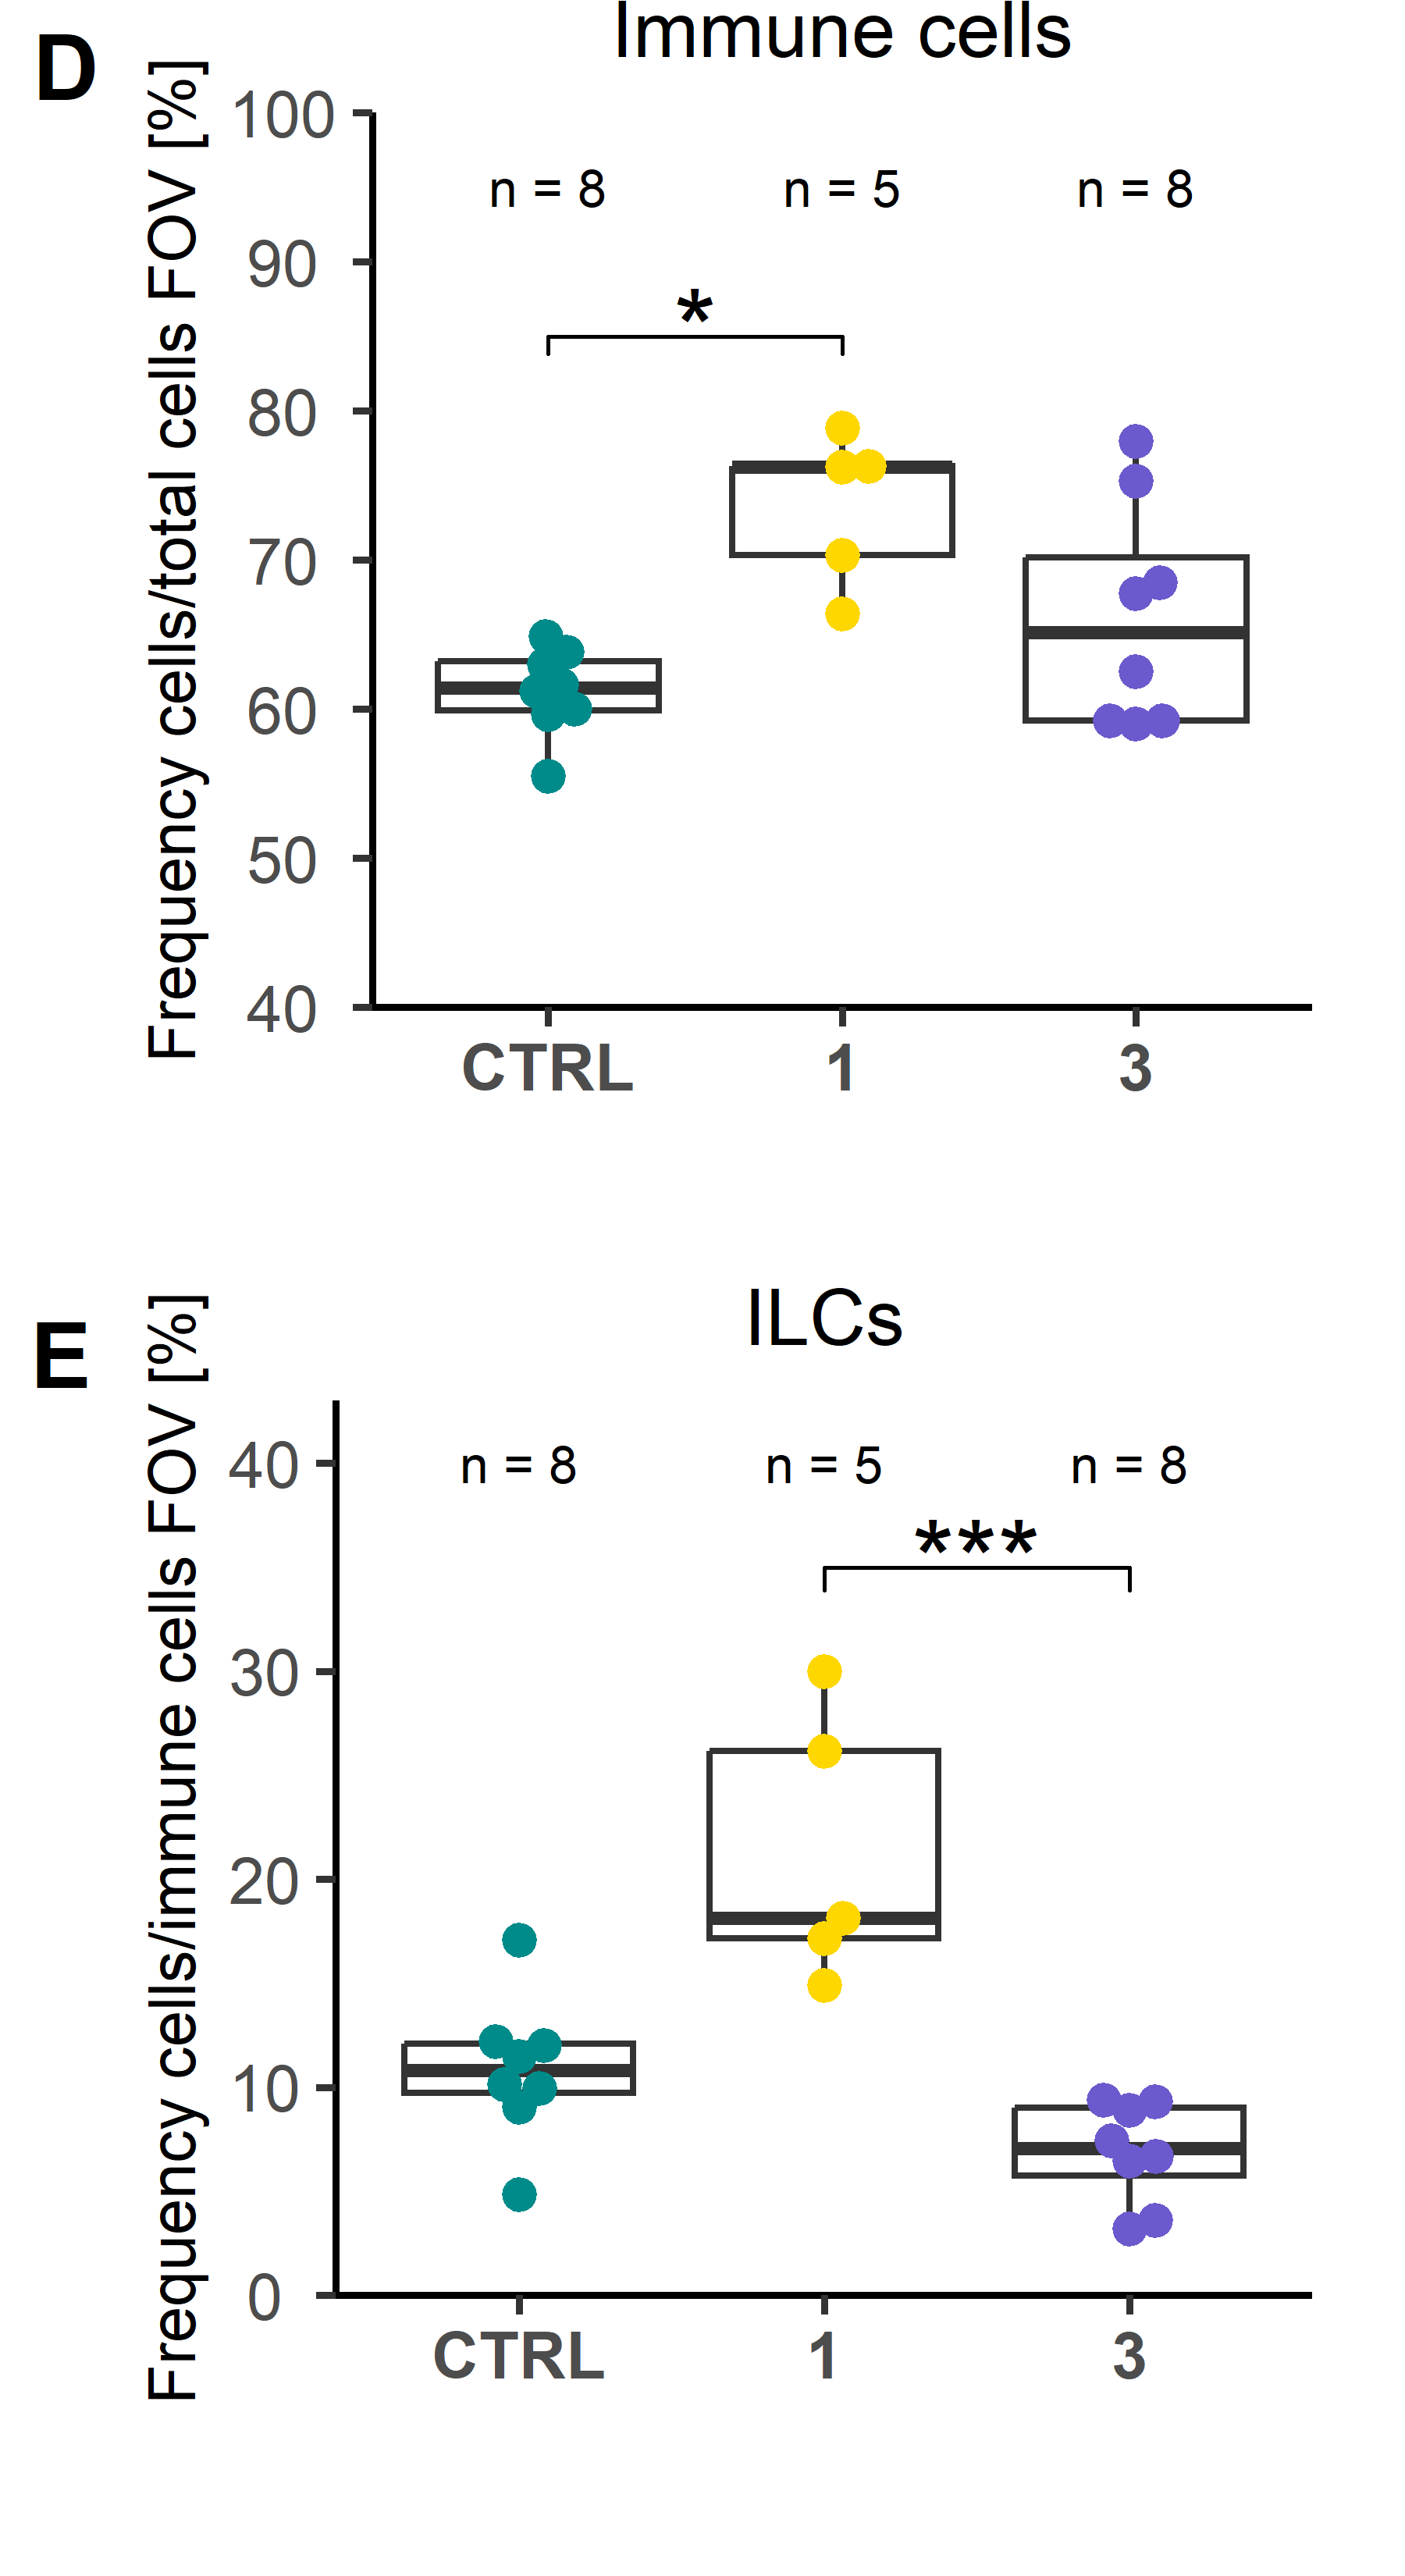 D
Immune cells
Frequency cells/total cells FOV [%]
100
90
80
70
60
50
40
n = 8
n = 5
n = 8
*
CTRL
1
3
E
ILCs
Frequency cells/immune cells FOV [%]
40
30
20
10
0
n = 8
n = 5
n = 8
***
CTRL
1
3